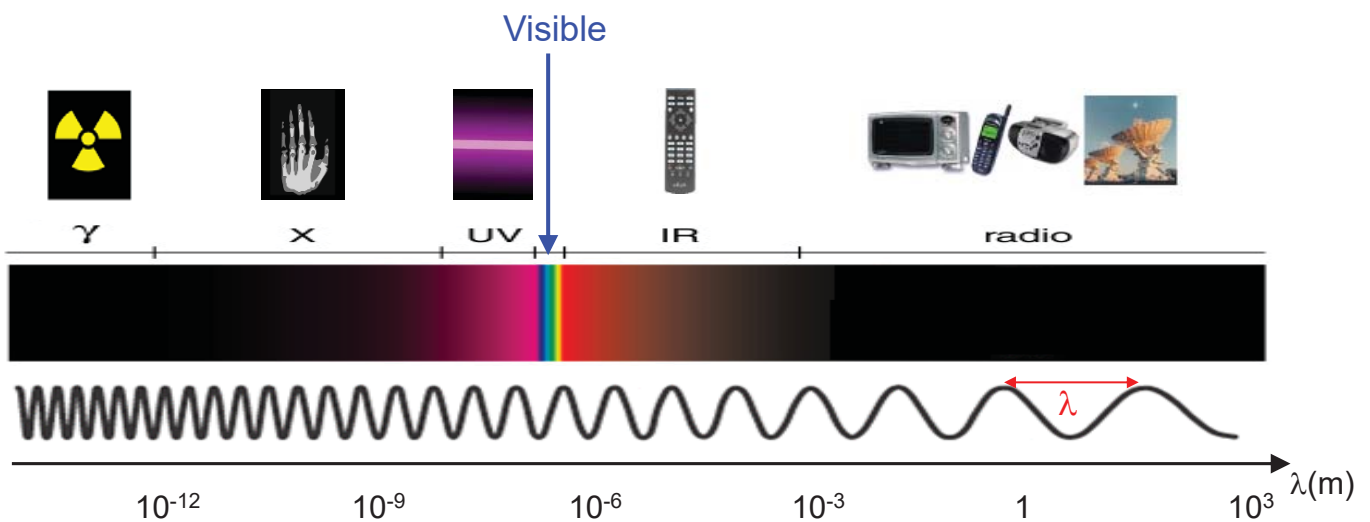 Visible
γ X UV IR radio
λ
10⁻¹² 10⁻⁹ 10⁻⁶ 10⁻³ 1 10³ λ(m)